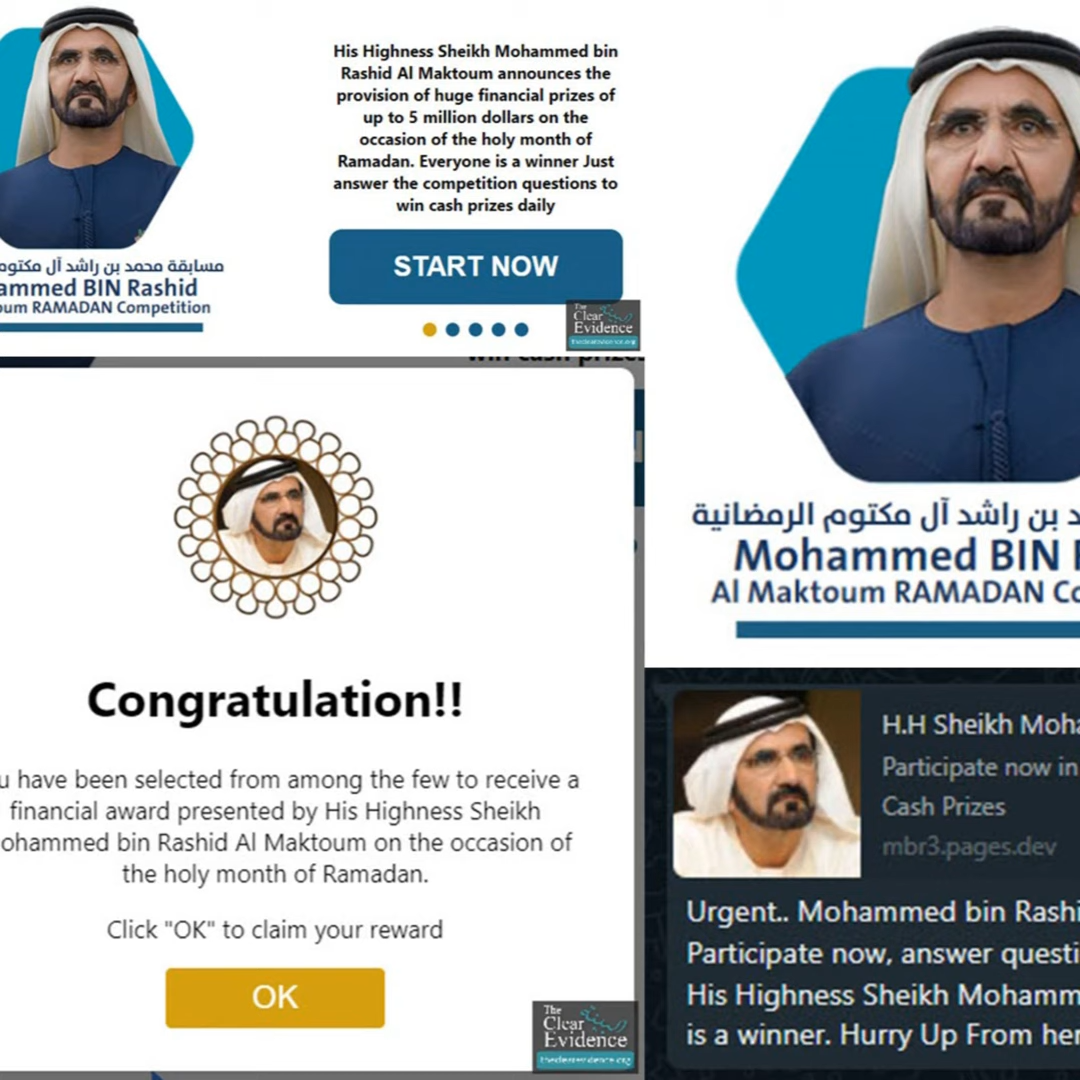 His Highness Sheikh Mohammed bin
Rashid Al Maktoum announces the
provision of huge financial prizes of
up to 5 million dollars on the
occasion of the holy month of
Ramadan. Everyone is a winner Just
answer the competition questions to
win cash prizes daily
START NOW
مسابقة محمد بن راشد آل مكتوم
ammed BIN Rashid
oum RAMADAN Competition
The
Clear
Evidence
البينة
theclearevidence.org
win cash prizes
Congratulation!!
u have been selected from among the few to receive a
financial award presented by His Highness Sheikh
ohammed bin Rashid Al Maktoum on the occasion of
the holy month of Ramadan.
Click "OK" to claim your reward
OK
The
Clear
Evidence
البينة
theclearevidence.org
د بن راشد آل مكتوم الرمضانية
Mohammed BIN
Al Maktoum RAMADAN Co
H.H Sheikh Moha
Participate now in
Cash Prizes
mbr3.pages.dev
Urgent.. Mohammed bin Rashi
Participate now, answer questi
His Highness Sheikh Mohamm
is a winner. Hurry Up From her